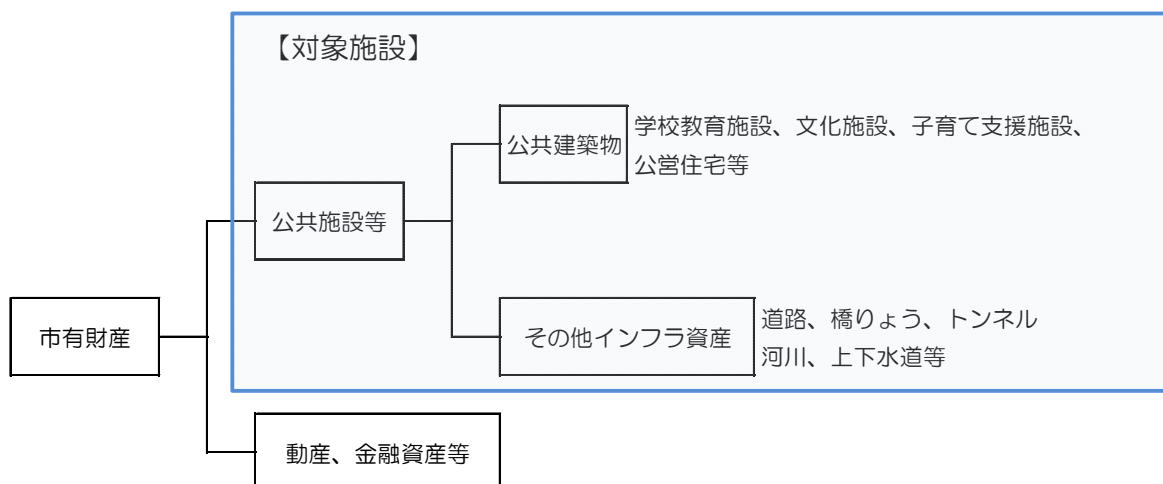 【対象施設】
公共建築物
学校教育施設、文化施設、子育て支援施設、
公営住宅等
公共施設等
市有財産
その他インフラ資産
道路、橋りょう、トンネル
河川、上下水道等
動産、金融資産等